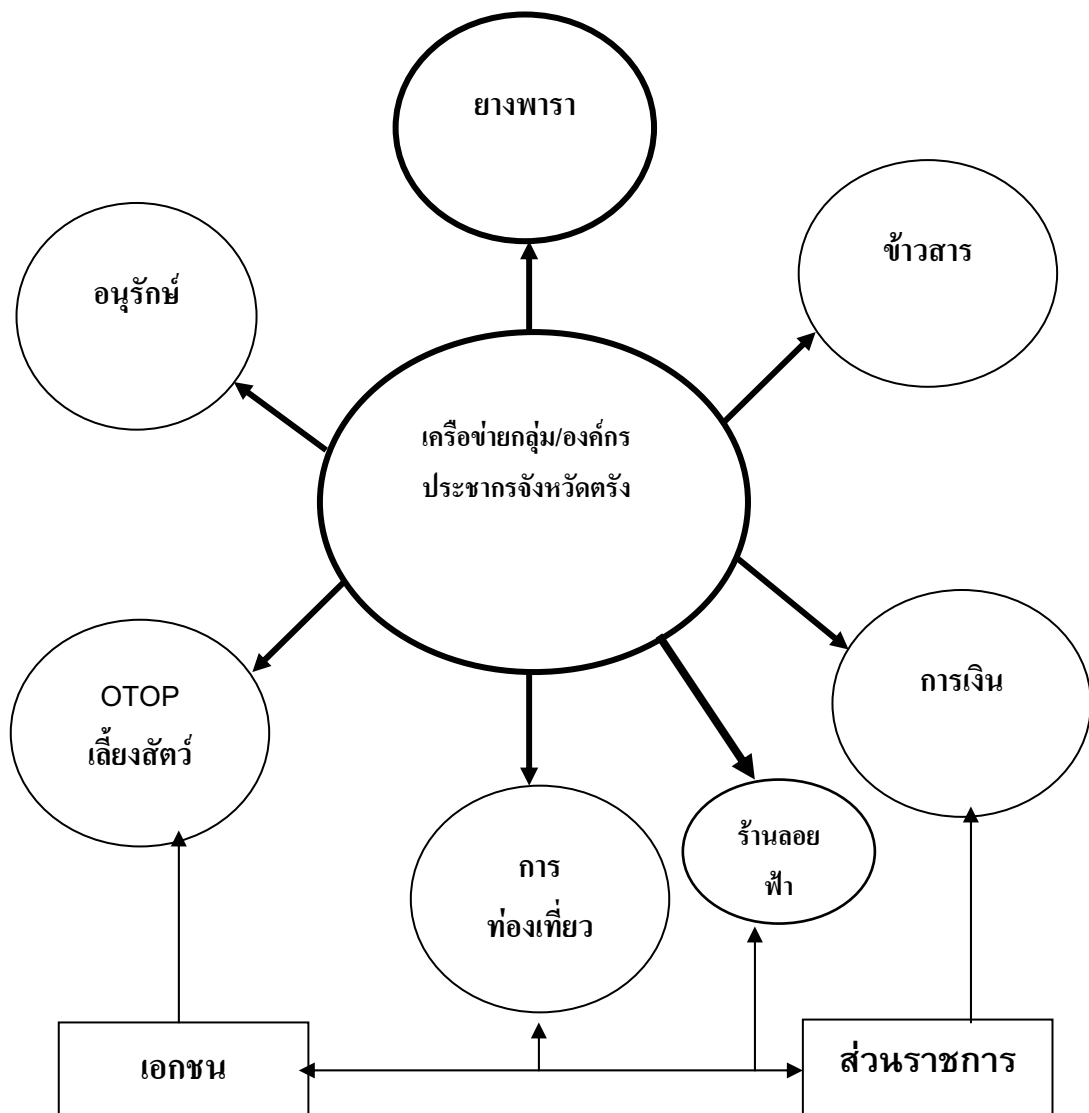 ยางพารา
ข้าวสาร
อนุรักษ์
เครือข่ายกลุ่ม/องค์กร
ประชากรจังหวัดตรัง
การเงิน
OTOP
เลี้ยงสัตว์
ร้านลอย
ฟ้า
การ
ท่องเที่ยว
เอกชน
ส่วนราชการ